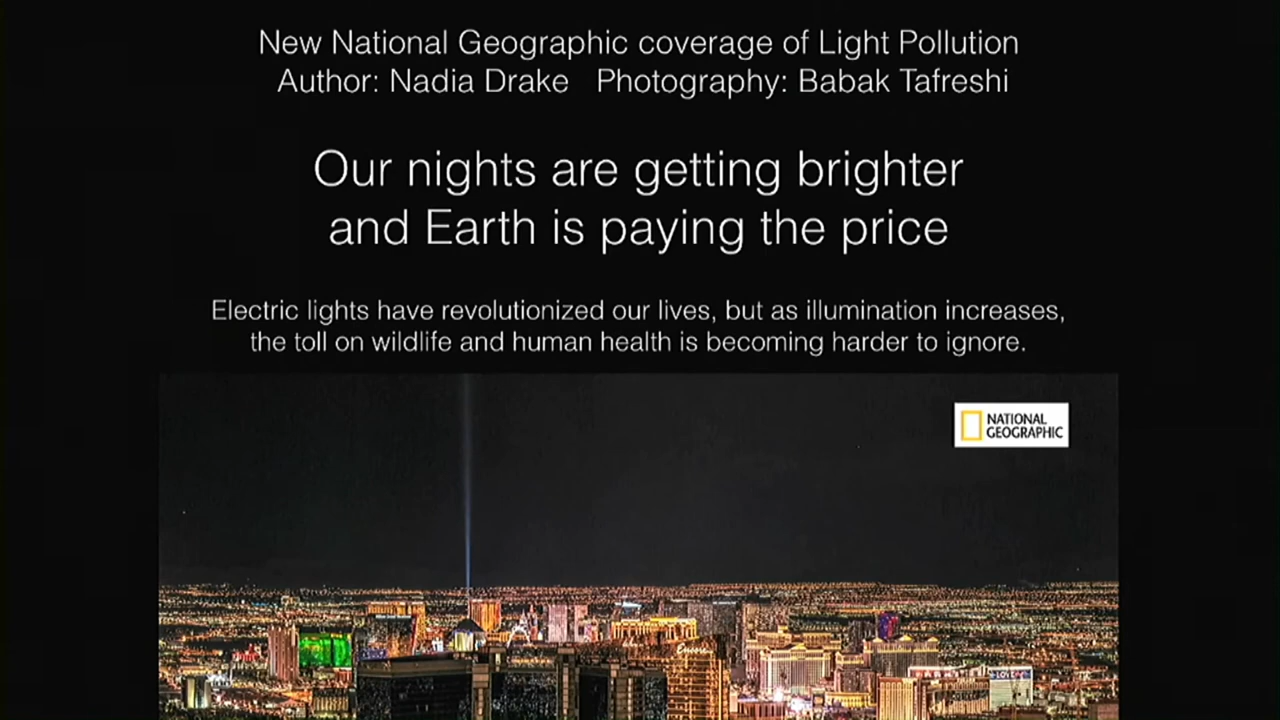 New National Geographic coverage of Light Pollution
Author: Nadia Drake Photography: Babak Tafreshi
Our nights are getting brighter
and Earth is paying the price
Electric lights have revolutionized our lives, but as illumination increases,
the toll on wildlife and human health is becoming harder to ignore.
NATIONAL
GEOGRAPHIC
Encore
LOVE